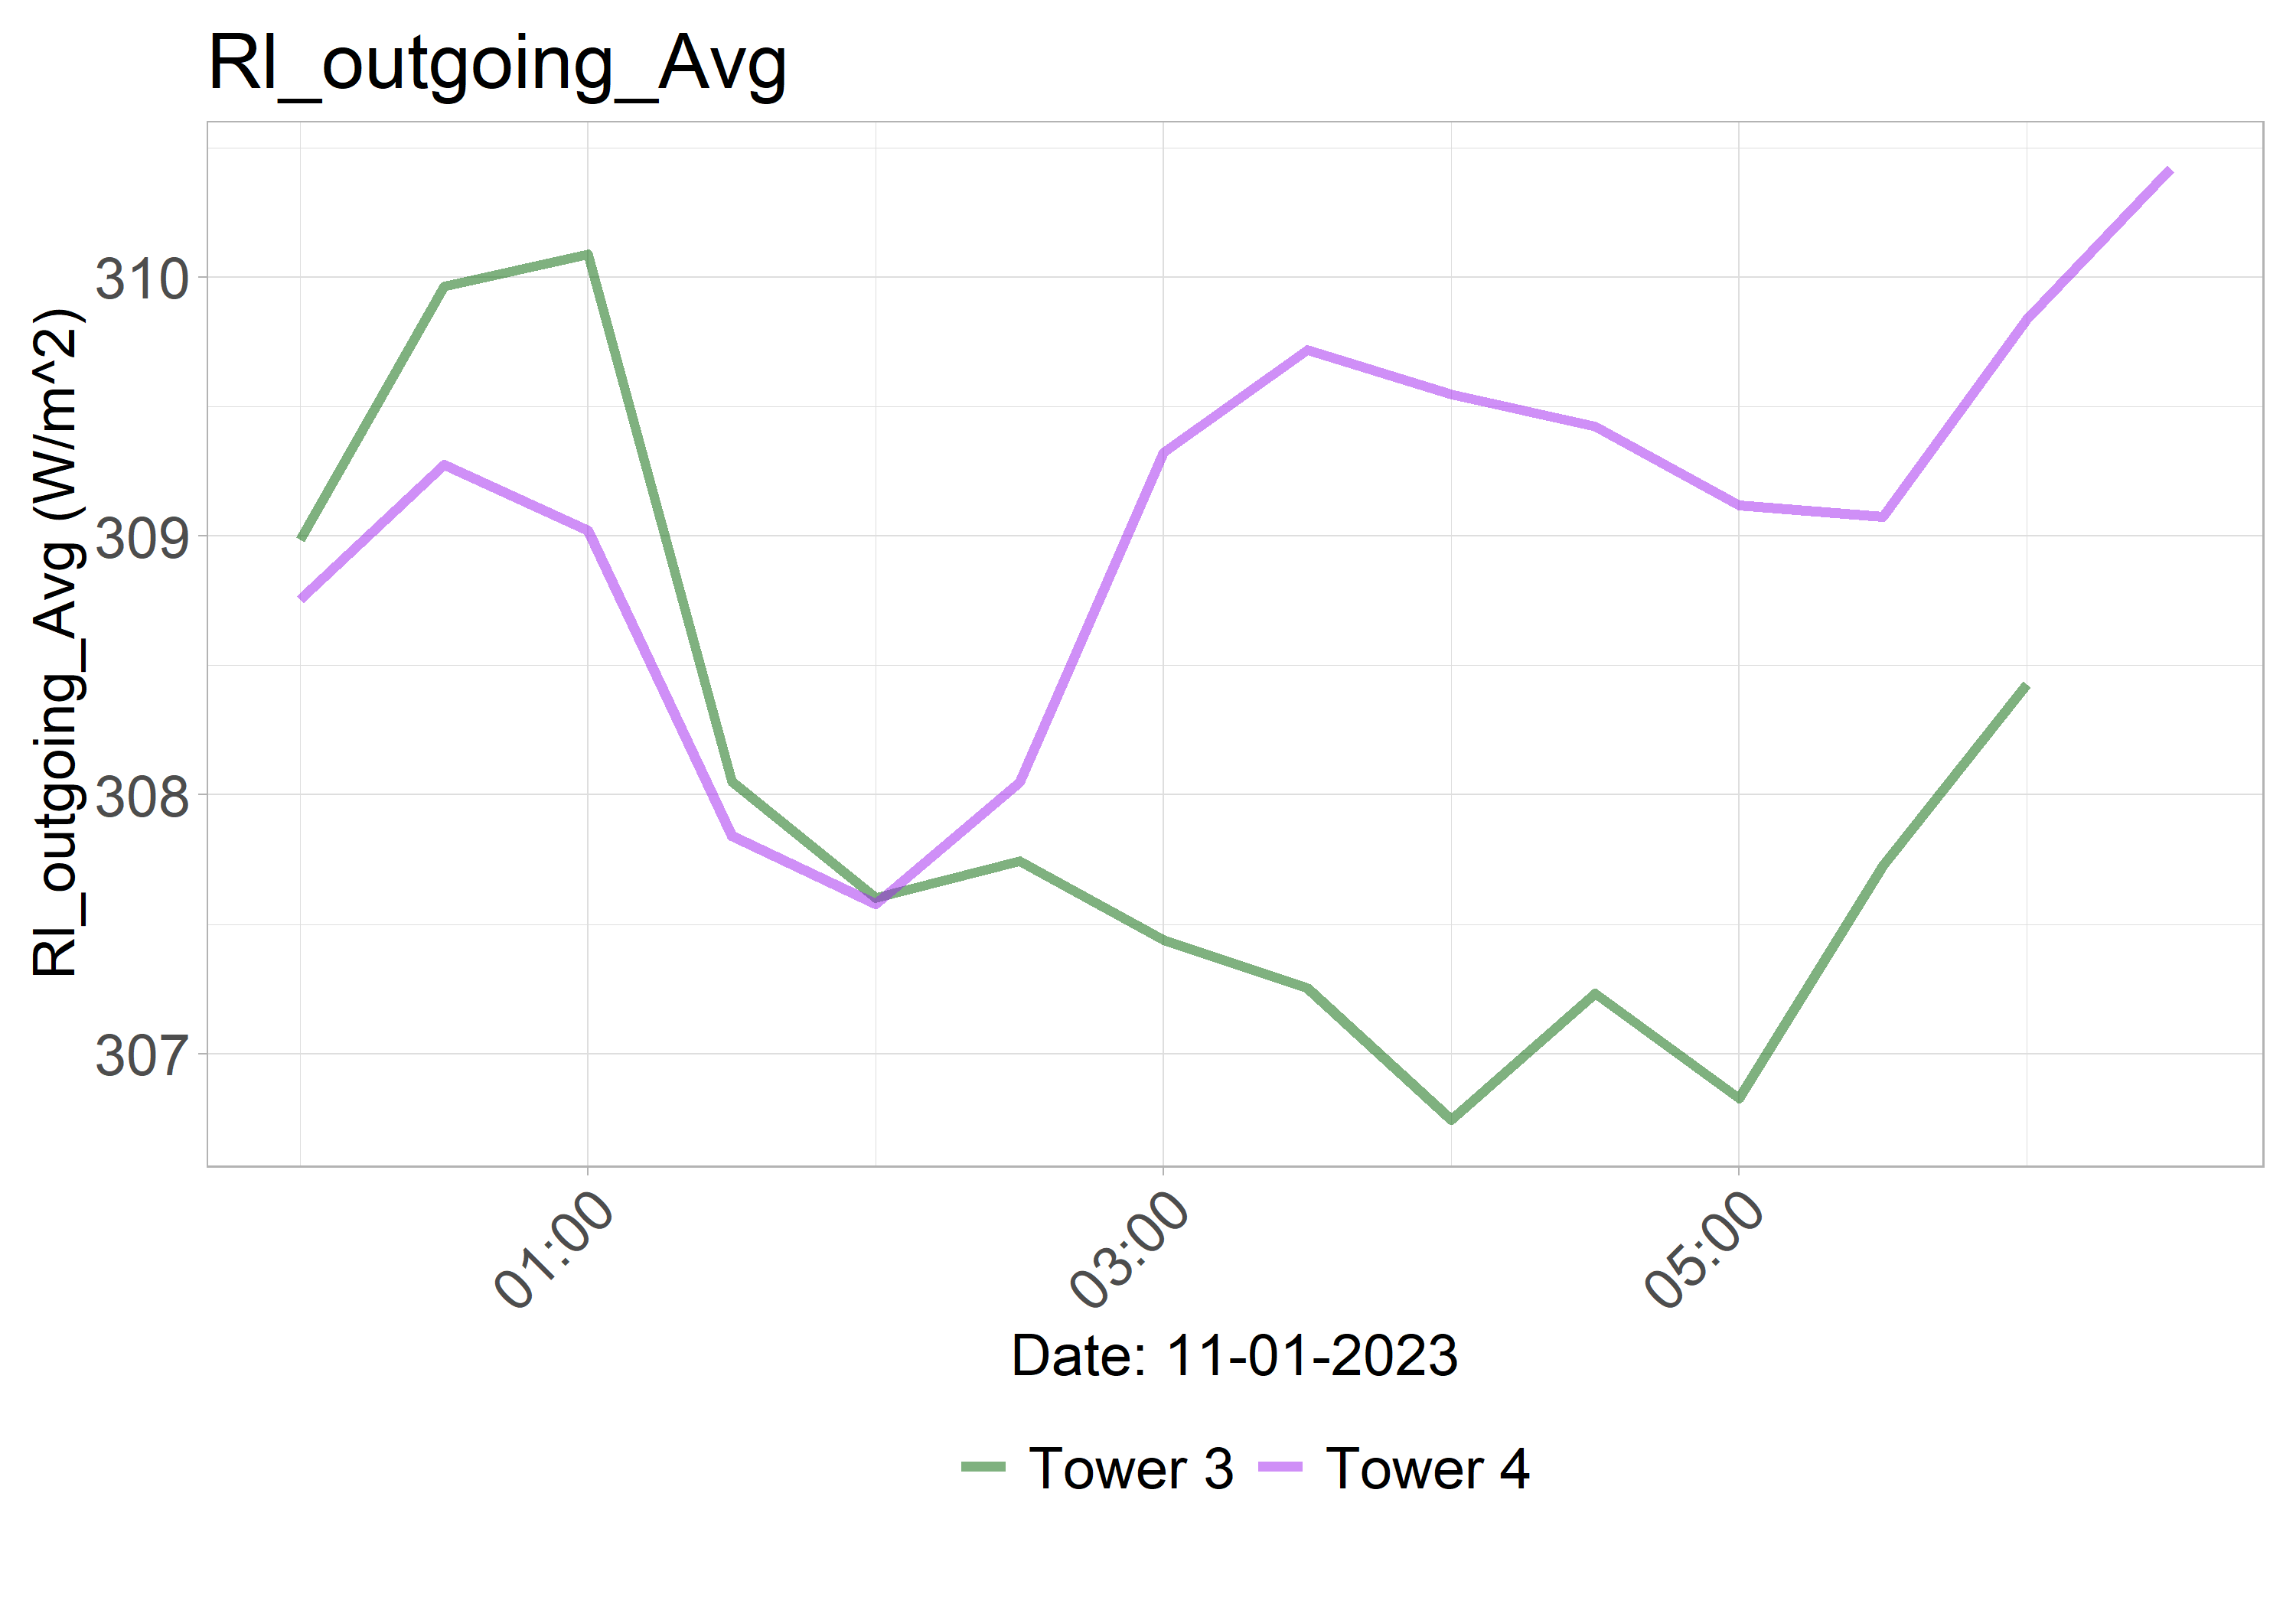 Rl_outgoing_Avg
Rl_outgoing_Avg (W/m^2)
310
309
308
307
01:00
03:00
05:00
Date: 11-01-2023
Tower 3
Tower 4